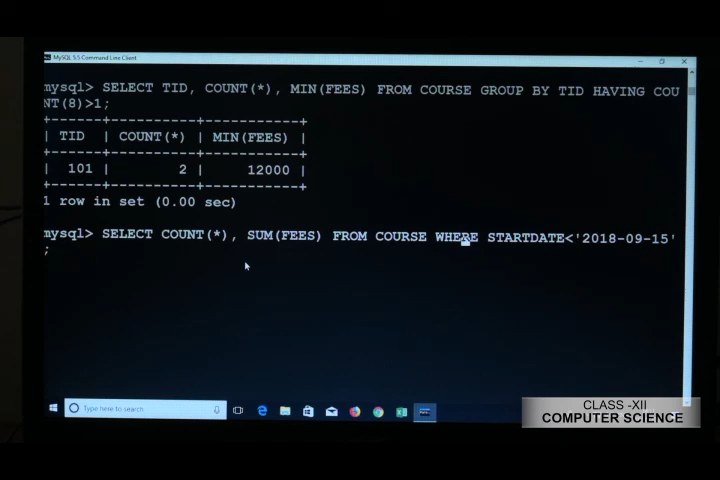 MySQL 5.5 Command Line Client
mysql> SELECT TID, COUNT(*), MIN(FEES) FROM COURSE GROUP BY TID HAVING COU
NT(8)>1;
+------+----------+-----------+
| TID | COUNT(*) | MIN(FEES) |
+------+----------+-----------+
| 101 | 2 | 12000 |
+------+----------+-----------+
1 row in set (0.00 sec)
mysql> SELECT COUNT(*), SUM(FEES) FROM COURSE WHERE STARTDATE<'2018-09-15'
;
Type here to search
CLASS -XII
COMPUTER SCIENCE